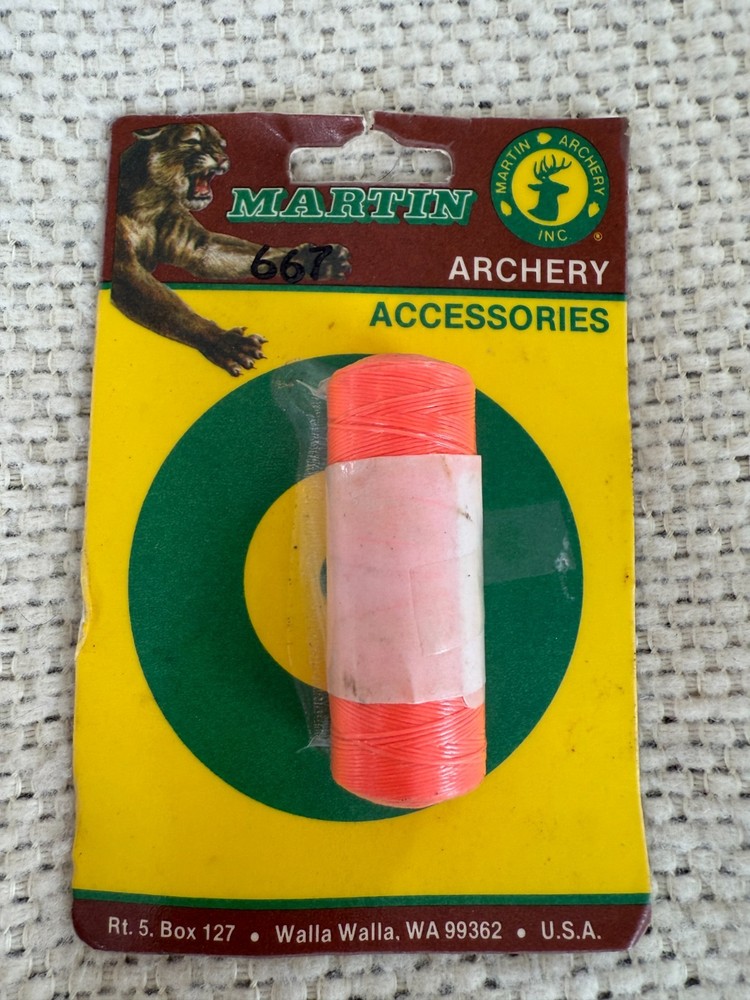 MARTIN
MARTIN ARCHERY
INC. ®
667
ARCHERY
ACCESSORIES
Rt. 5. Box 127 • Walla Walla, WA 99362 • U.S.A.